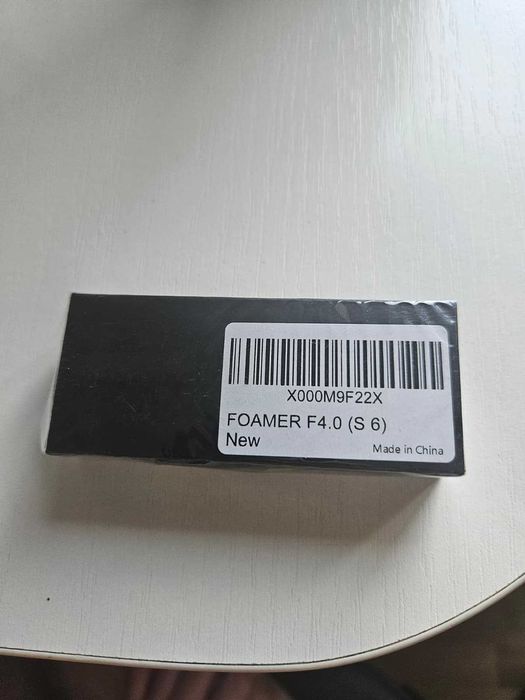 X000M9F22X
FOAMER F4.0 (S 6)
New
Made in China